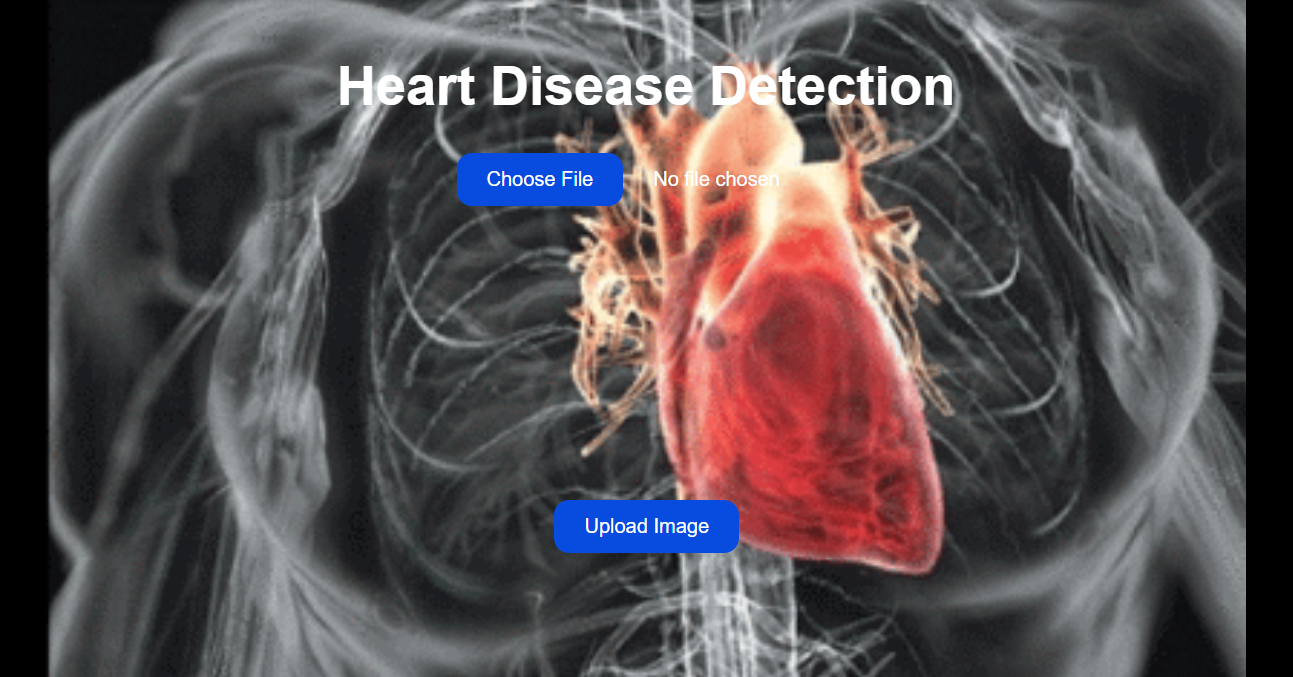 Heart Disease Detection
Choose File No file chosen
Upload Image